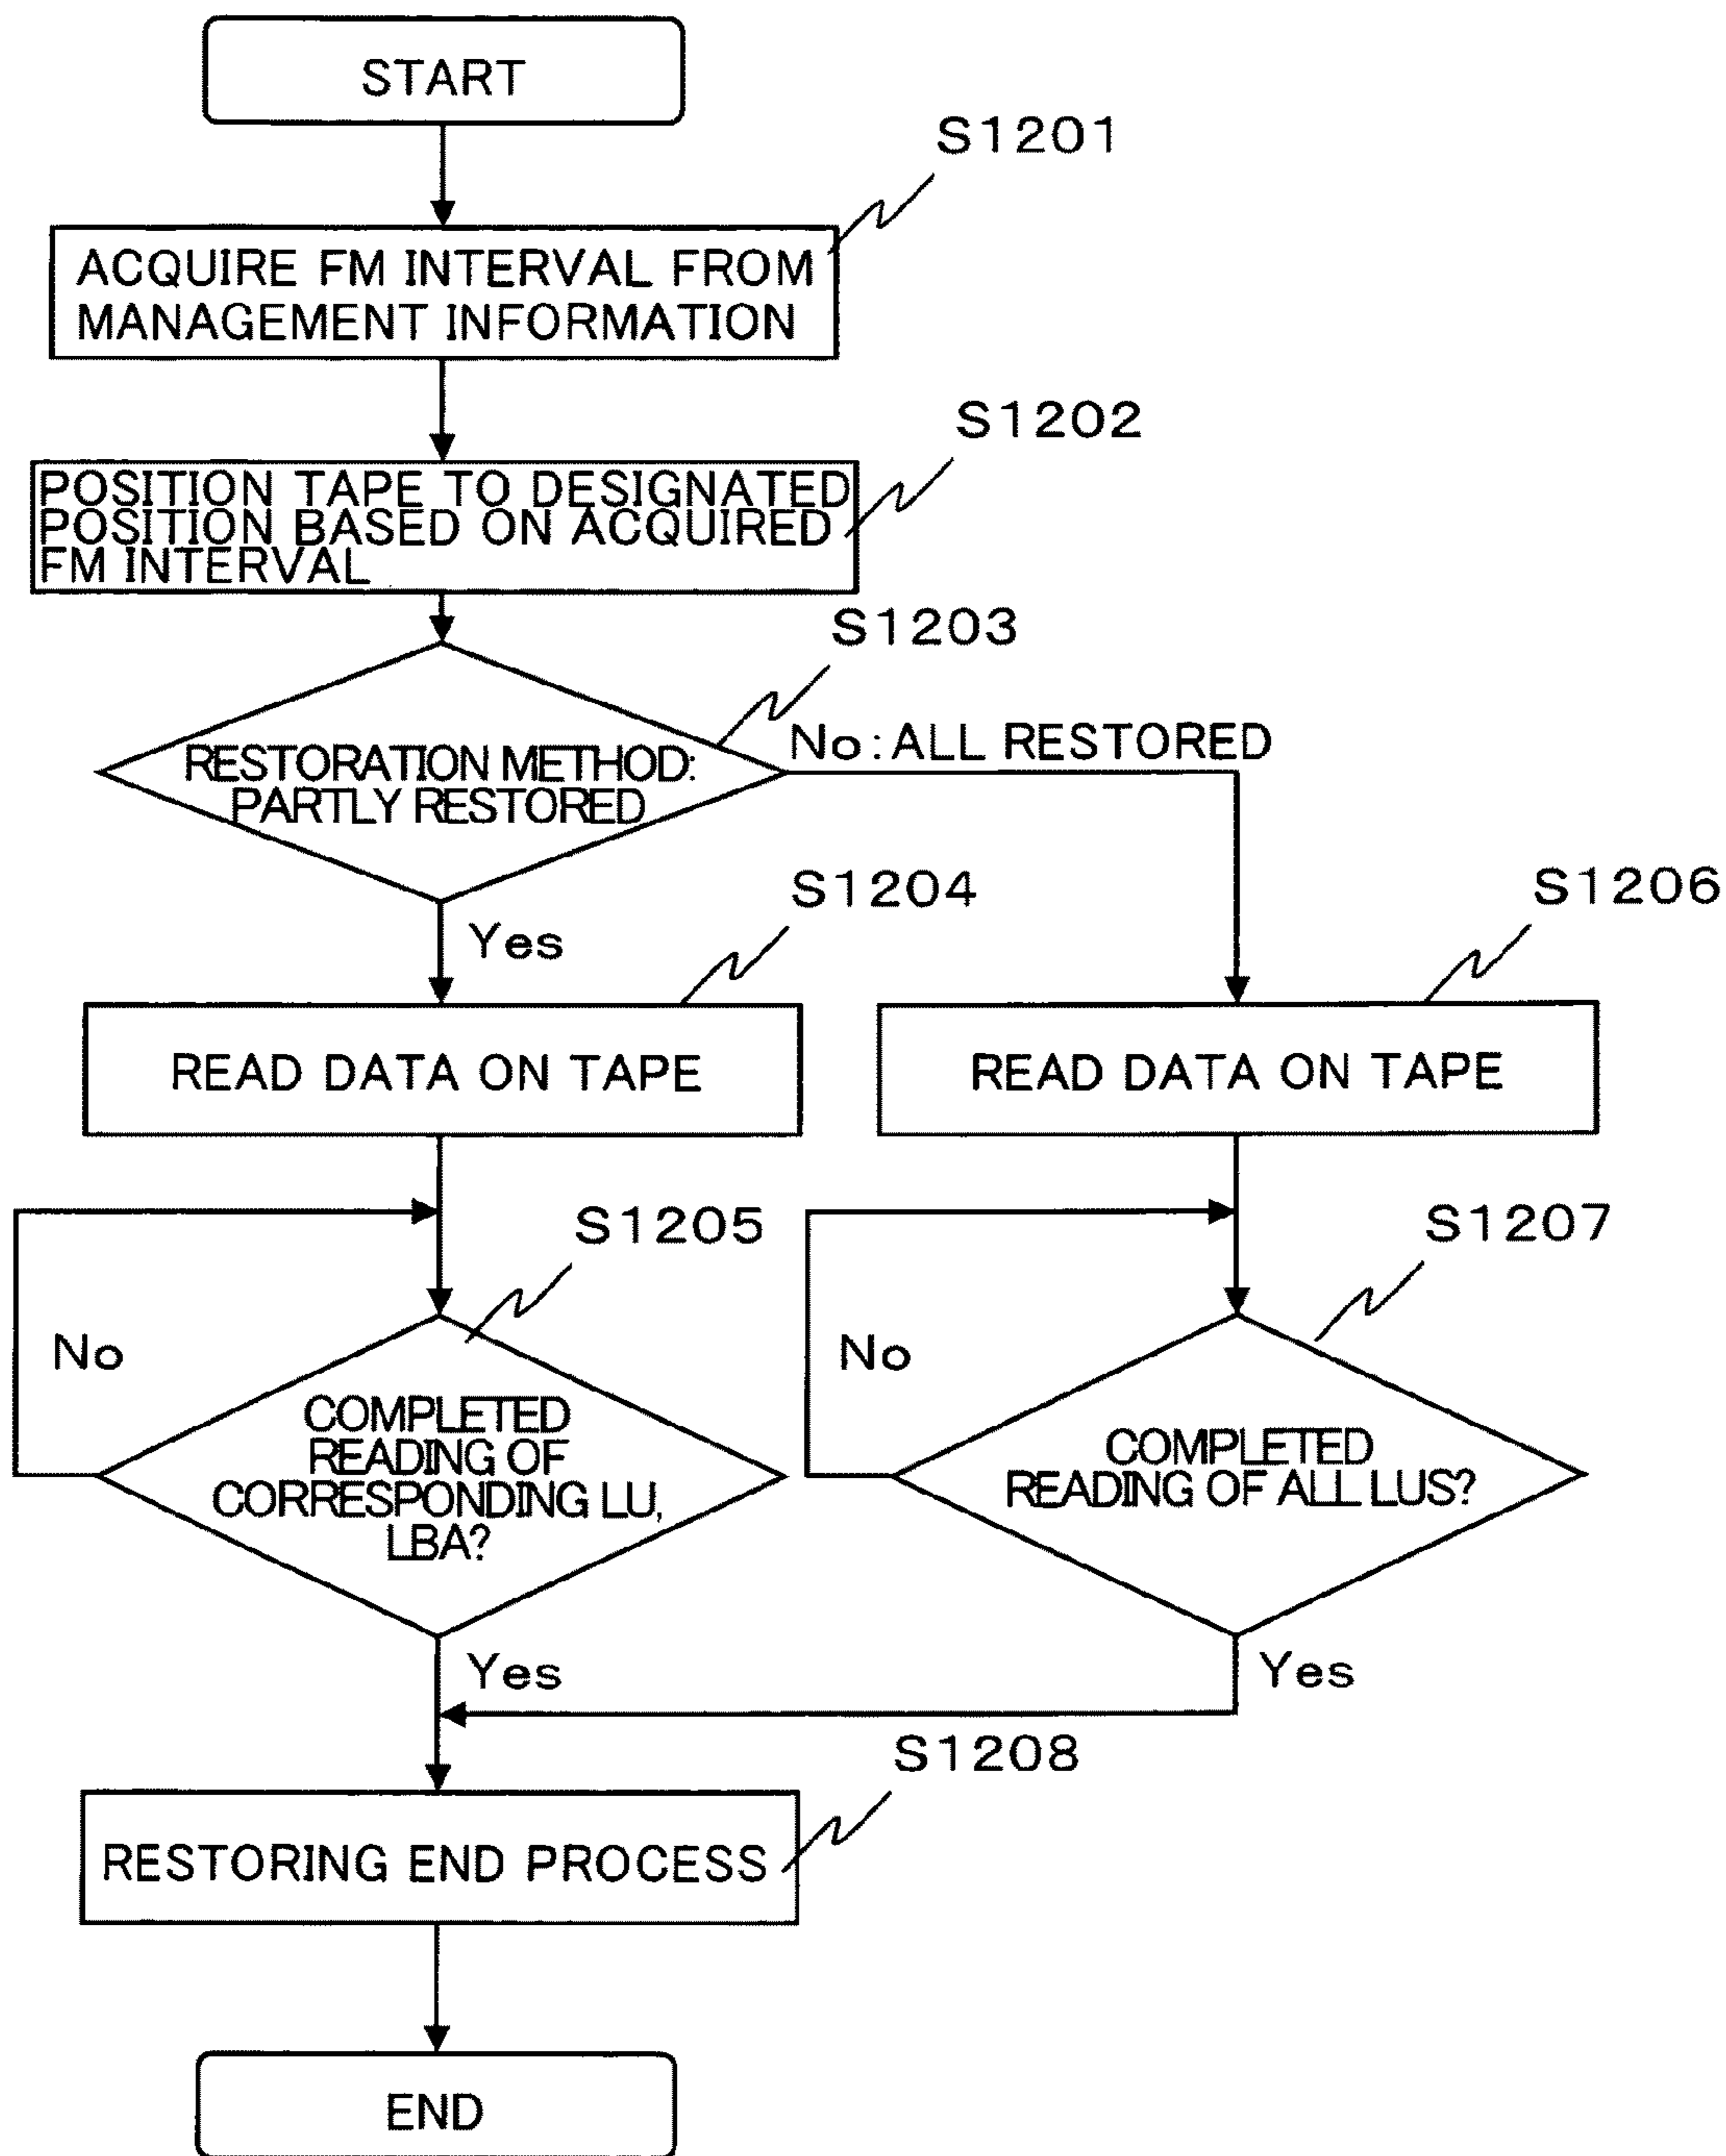 START
S1201
ACQUIRE FM INTERVAL FROM
MANAGEMENT INFORMATION
S1202
POSITION TAPE TO DESIGNATED
POSITION BASED ON ACQUIRED
FM INTERVAL
S1203
No:ALL RESTORED
RESTORATION METHOD:
PARTLY RESTORED
S1204
S1206
Yes
READ DATA ON TAPE
READ DATA ON TAPE
S1205
S1207
No
No
COMPLETED
READING OF
CORRESPONDING LU,
LBA?
COMPLETED
READING OF ALL LUS?
Yes
Yes
S1208
RESTORING END PROCESS
END